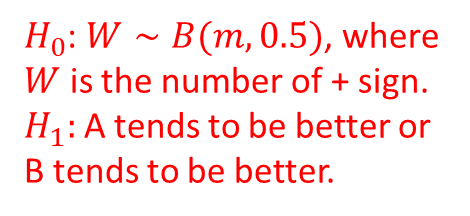 H₀: W ~ B(m, 0.5), where
W is the number of + sign.
H₁: A tends to be better or
B tends to be better.